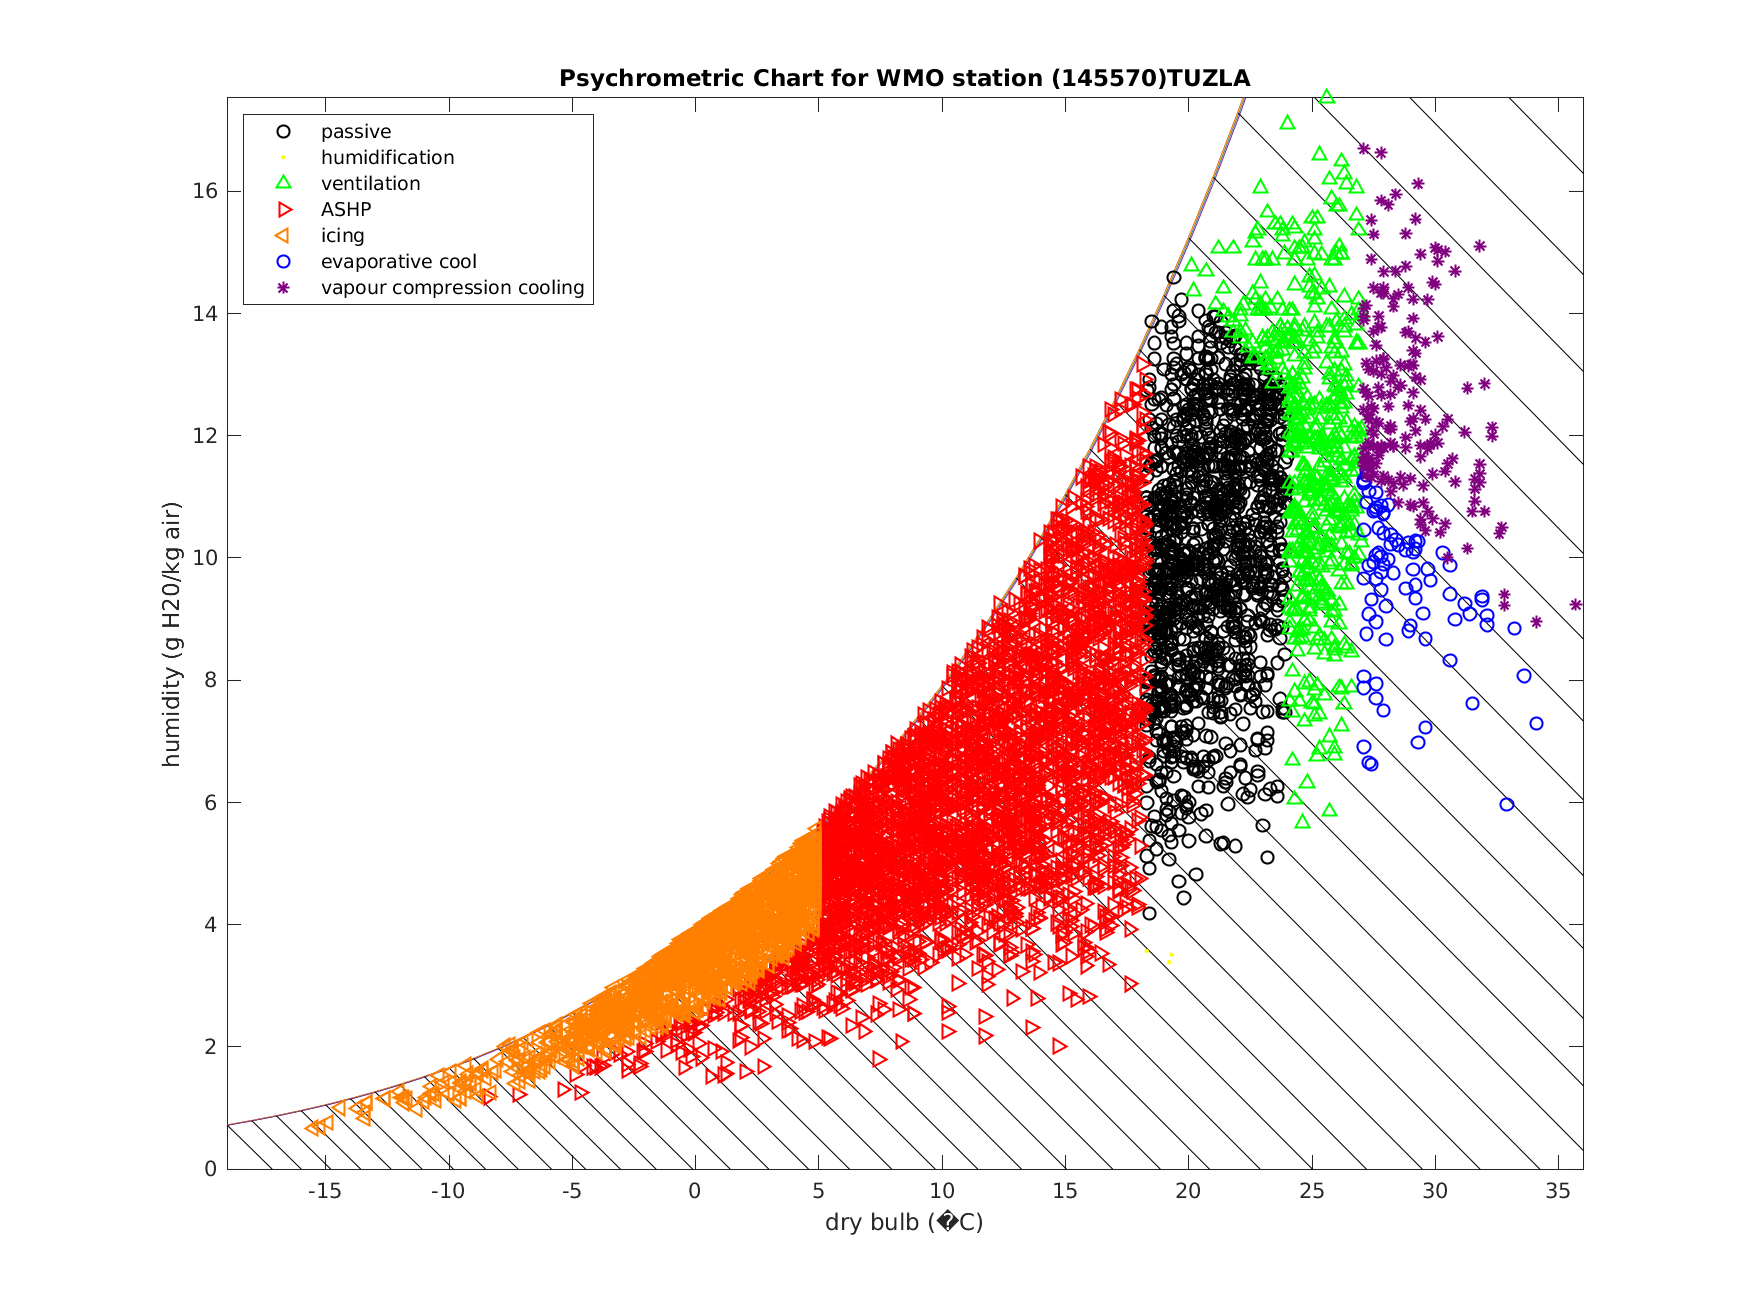 Psychrometric Chart for WMO station (145570)TUZLA
passive
humidification
ventilation
ASHP
icing
evaporative cool
vapour compression cooling
humidity (g H20/kg air)
16
14
12
10
8
6
4
2
0
-15 -10 -5 0 5 10 15 20 25 30 35
dry bulb (�C)